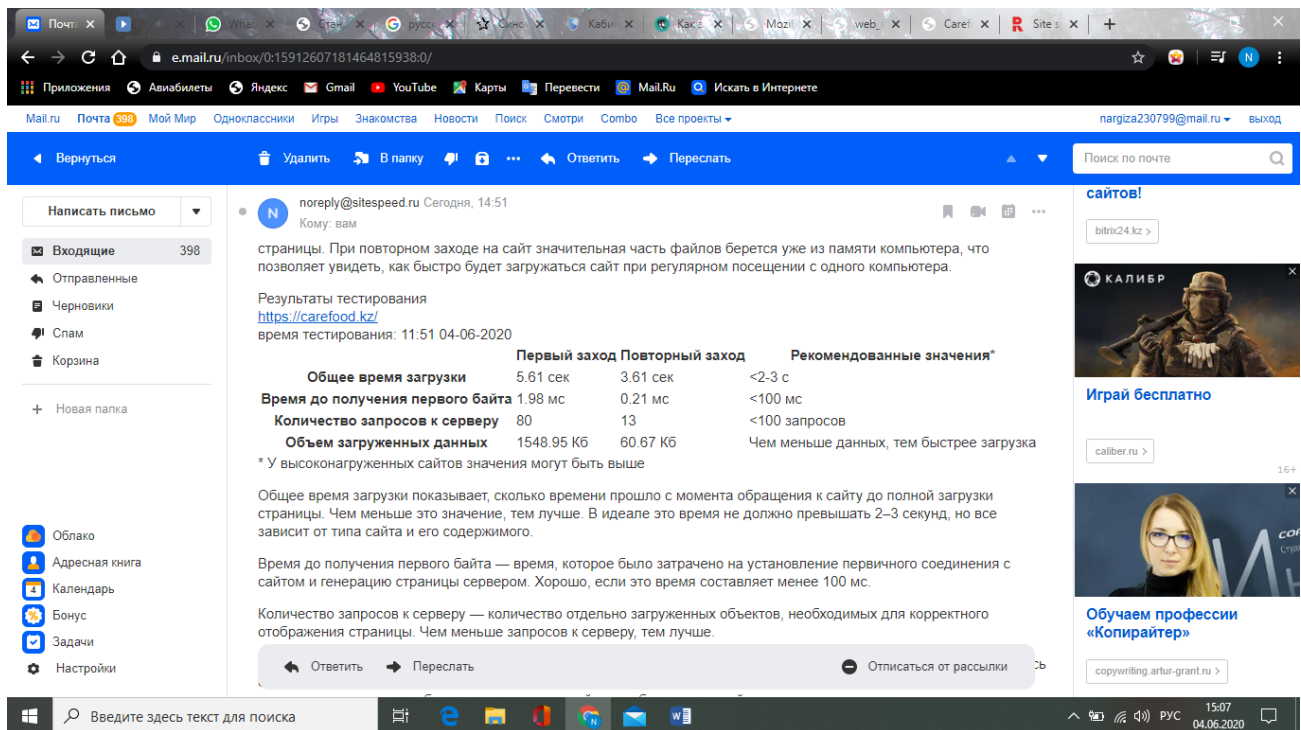 Почт
What
Стан
русс
Синс
Каби
Как з
Mozil
web_
Caref
Site s
e.mail.ru/inbox/0:15912607181464815938:0/
N
Приложения Авиабилеты Яндекс Gmail YouTube Карты Перевести Mail.Ru Искать в Интернете
Mail.ru Почта 398 Мой Мир Одноклассники Игры Знакомства Новости Поиск Смотри Combo Все проекты
nargiza230799@mail.ru выход
Вернуться
Удалить В папку Ответить Переслать
Поиск по почте
Написать письмо
Входящие 398
Отправленные
Черновики
Спам
Корзина
Новая папка
Облако
Адресная книга
Календарь
Бонус
Задачи
Настройки
N
noreply@sitespeed.ru Сегодня, 14:51
Кому: вам
страницы. При повторном заходе на сайт значительная часть файлов берется уже из памяти компьютера, что
позволяет увидеть, как быстро будет загружаться сайт при регулярном посещении с одного компьютера.
Результаты тестирования
https://carefood.kz/
время тестирования: 11:51 04-06-2020
Первый заход Повторный заход Рекомендованные значения*
Общее время загрузки 5.61 сек 3.61 сек <2-3 с
Время до получения первого байта 1.98 мс 0.21 мс <100 мс
Количество запросов к серверу 80 13 <100 запросов
Объем загруженных данных 1548.95 Кб 60.67 Кб Чем меньше данных, тем быстрее загрузка
* У высоконагруженных сайтов значения могут быть выше
Общее время загрузки показывает, сколько времени прошло с момента обращения к сайту до полной загрузки
страницы. Чем меньше это значение, тем лучше. В идеале это время не должно превышать 2–3 секунд, но все
зависит от типа сайта и его содержимого.
Время до получения первого байта — время, которое было затрачено на установление первичного соединения с
сайтом и генерацию страницы сервером. Хорошо, если это время составляет менее 100 мс.
Количество запросов к серверу — количество отдельно загруженных объектов, необходимых для корректного
отображения страницы. Чем меньше запросов к серверу, тем лучше.
Ответить Переслать Отписаться от рассылки
сайтов!
bitrix24.kz >
КАЛИБР
Играй бесплатно
caliber.ru >
16+
Обучаем профессии
«Копирайтер»
copywriting.artur-grant.ru >
Введите здесь текст для поиска
РУС
15:07
04.06.2020